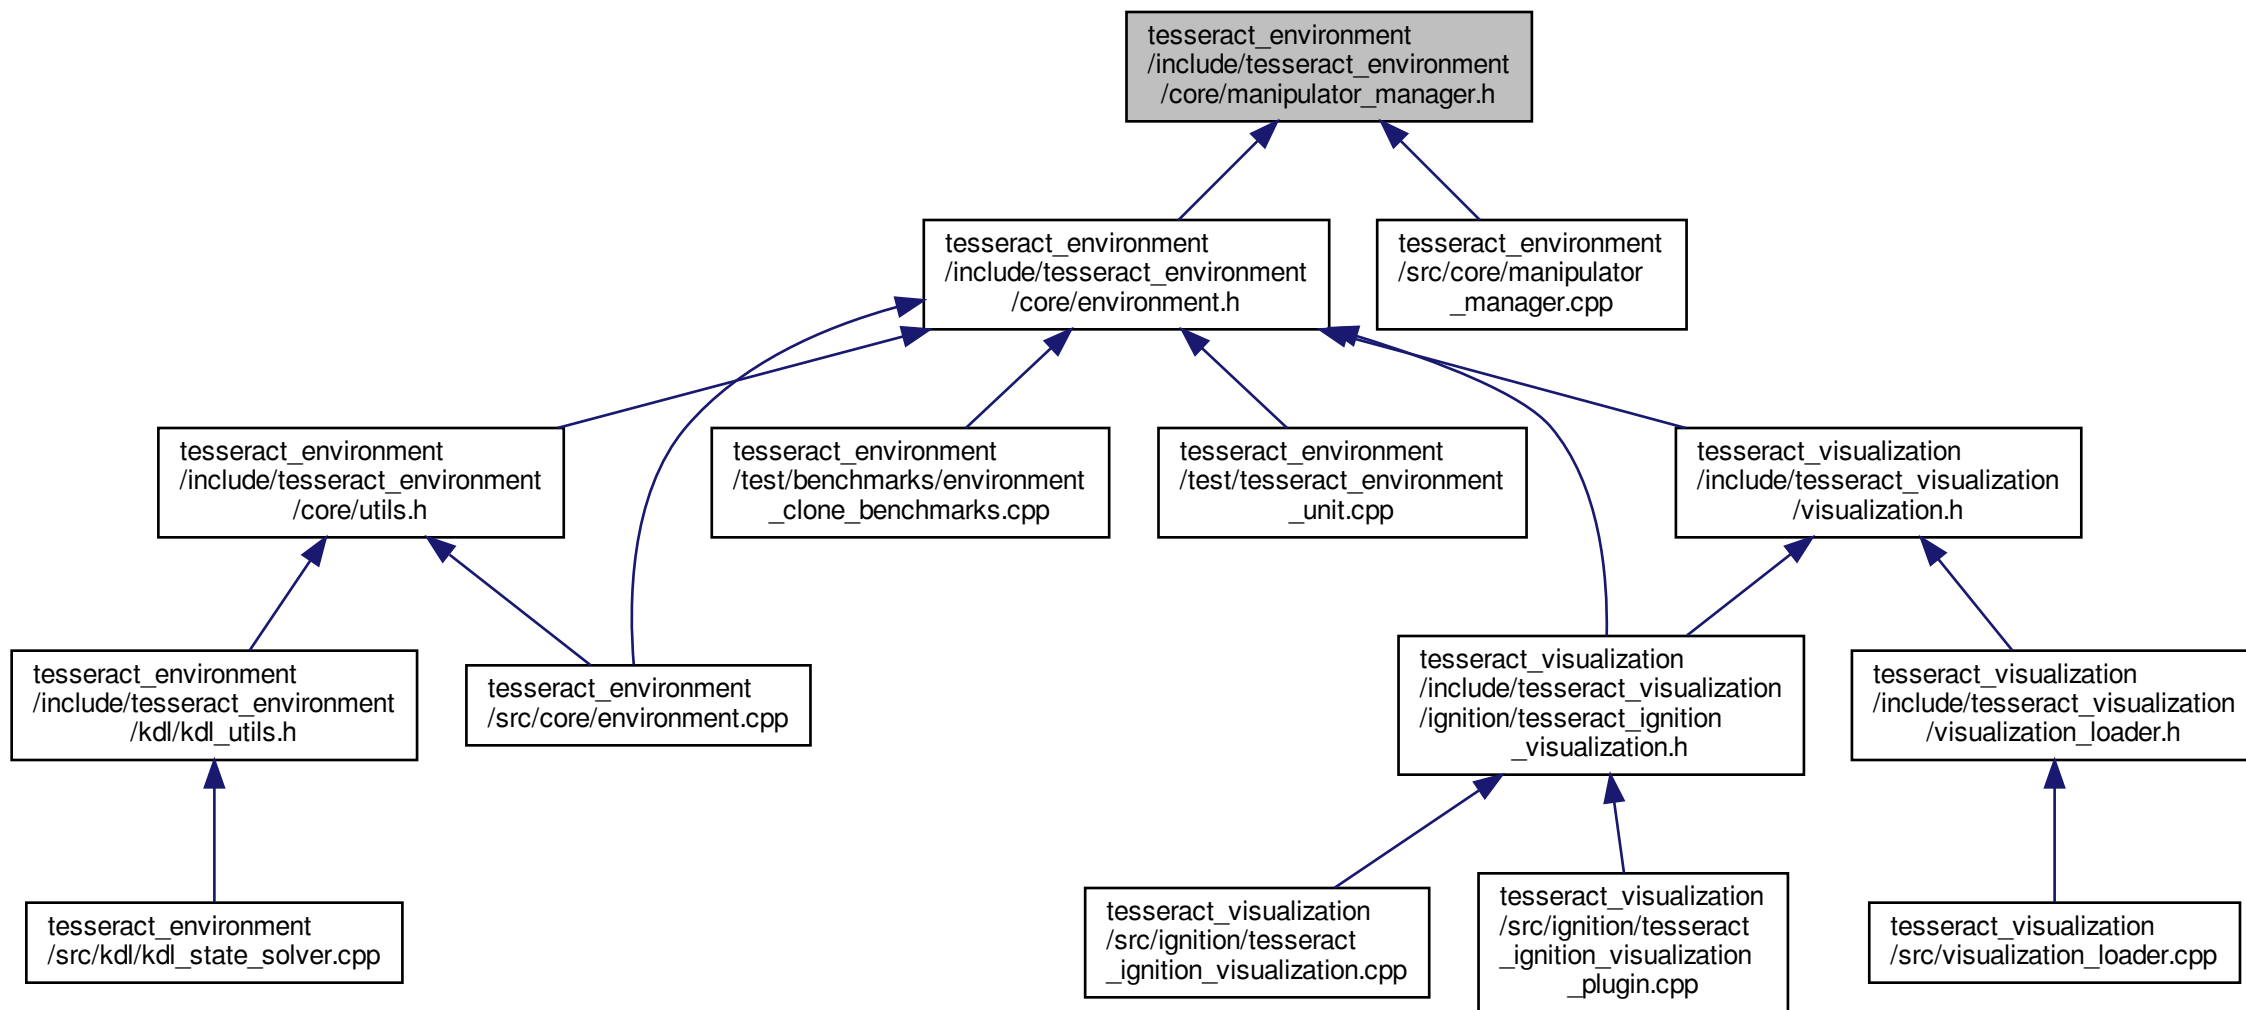 tesseract_environment
/include/tesseract_environment
/core/manipulator_manager.h
tesseract_environment
/include/tesseract_environment
/core/environment.h
tesseract_environment
/src/core/manipulator
_manager.cpp
tesseract_environment
/include/tesseract_environment
/core/utils.h
tesseract_environment
/test/benchmarks/environment
_clone_benchmarks.cpp
tesseract_environment
/test/tesseract_environment
_unit.cpp
tesseract_visualization
/include/tesseract_visualization
/visualization.h
tesseract_environment
/include/tesseract_environment
/kdl/kdl_utils.h
tesseract_environment
/src/core/environment.cpp
tesseract_visualization
/include/tesseract_visualization
/ignition/tesseract_ignition
_visualization.h
tesseract_visualization
/include/tesseract_visualization
/visualization_loader.h
tesseract_environment
/src/kdl/kdl_state_solver.cpp
tesseract_visualization
/src/ignition/tesseract
_ignition_visualization.cpp
tesseract_visualization
/src/ignition/tesseract
_ignition_visualization
_plugin.cpp
tesseract_visualization
/src/visualization_loader.cpp